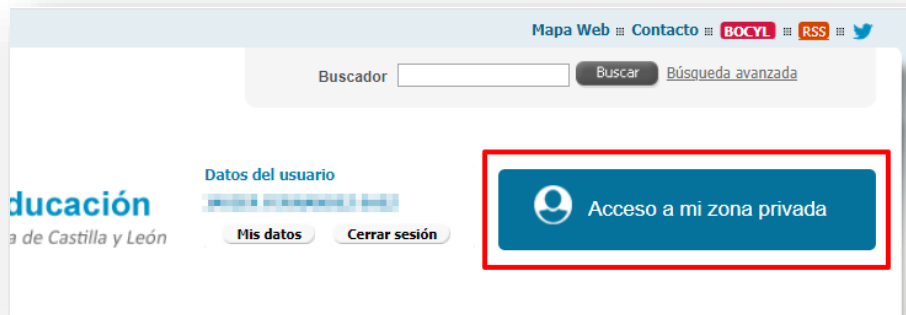 Mapa Web Contacto BOCYL RSS
Buscador Buscar Búsqueda avanzada
Datos del usuario
ducación
a de Castilla y León
Mis datos Cerrar sesión
Acceso a mi zona privada